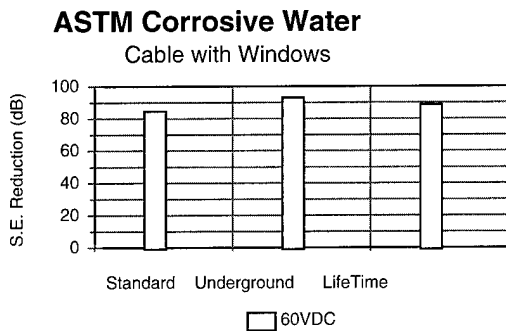 ASTM Corrosive Water
Cable with Windows
S.E. Reduction (dB)
100
80
60
40
20
0
Standard Underground LifeTime
60VDC